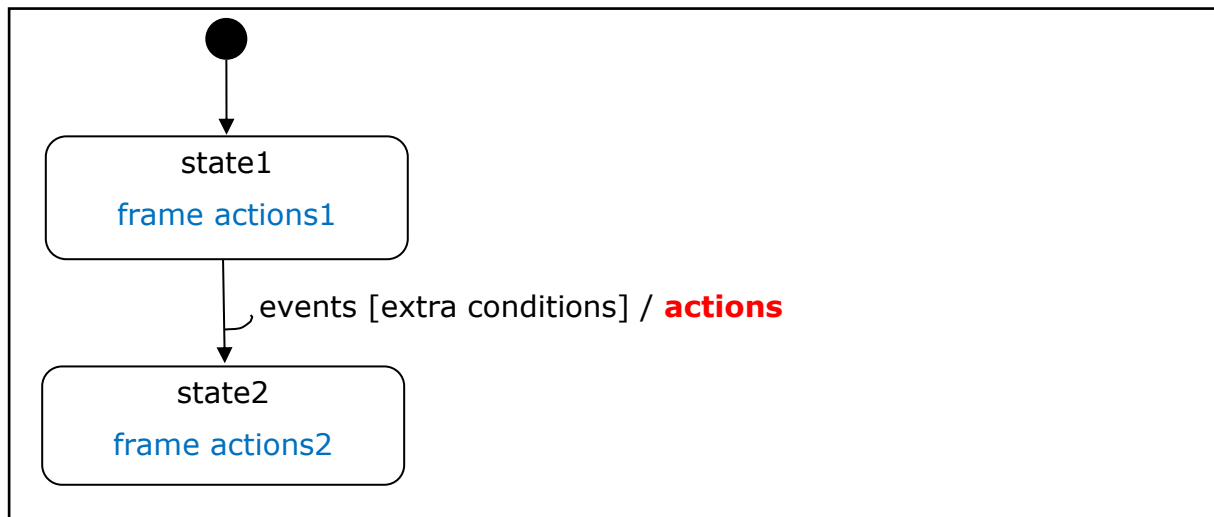 state1
frame actions1
events [extra conditions] / actions
state2
frame actions2